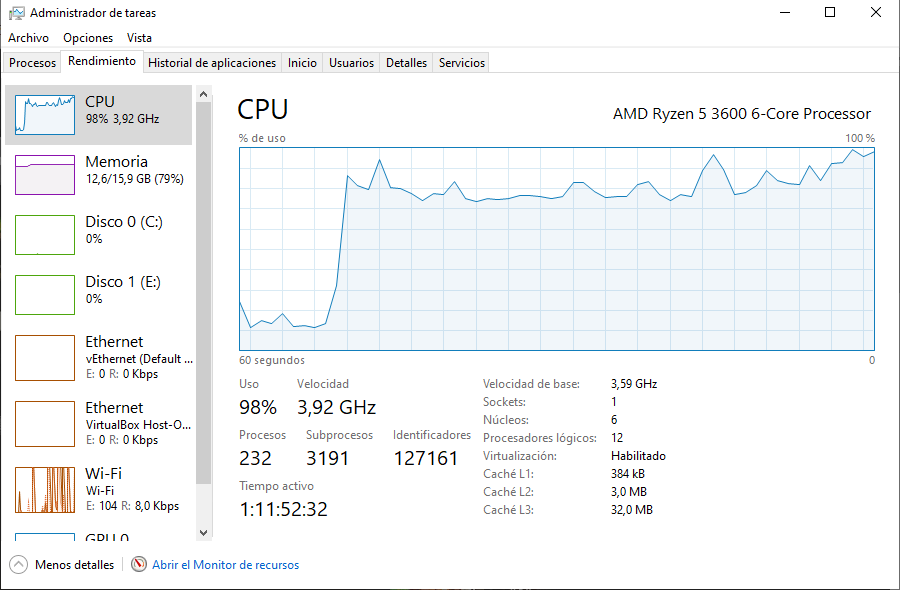 Administrador de tareas
Archivo Opciones Vista
Procesos Rendimiento Historial de aplicaciones Inicio Usuarios Detalles Servicios
CPU
98% 3,92 GHz
Memoria
12,6/15,9 GB (79%)
Disco 0 (C:)
0%
Disco 1 (E:)
0%
Ethernet
vEthernet (Default ...
E: 0 R: 0 Kbps
Ethernet
VirtualBox Host-O...
E: 0 R: 0 Kbps
Wi-Fi
Wi-Fi
E: 104 R: 8,0 Kbps
GPU 0
CPU
AMD Ryzen 5 3600 6-Core Processor
% de uso 100 %
60 segundos 0
Uso Velocidad
98% 3,92 GHz
Procesos Subprocesos Identificadores
232 3191 127161
Tiempo activo
1:11:52:32
Velocidad de base: 3,59 GHz
Sockets: 1
Núcleos: 6
Procesadores lógicos: 12
Virtualización: Habilitado
Caché L1: 384 kB
Caché L2: 3,0 MB
Caché L3: 32,0 MB
Menos detalles Abrir el Monitor de recursos